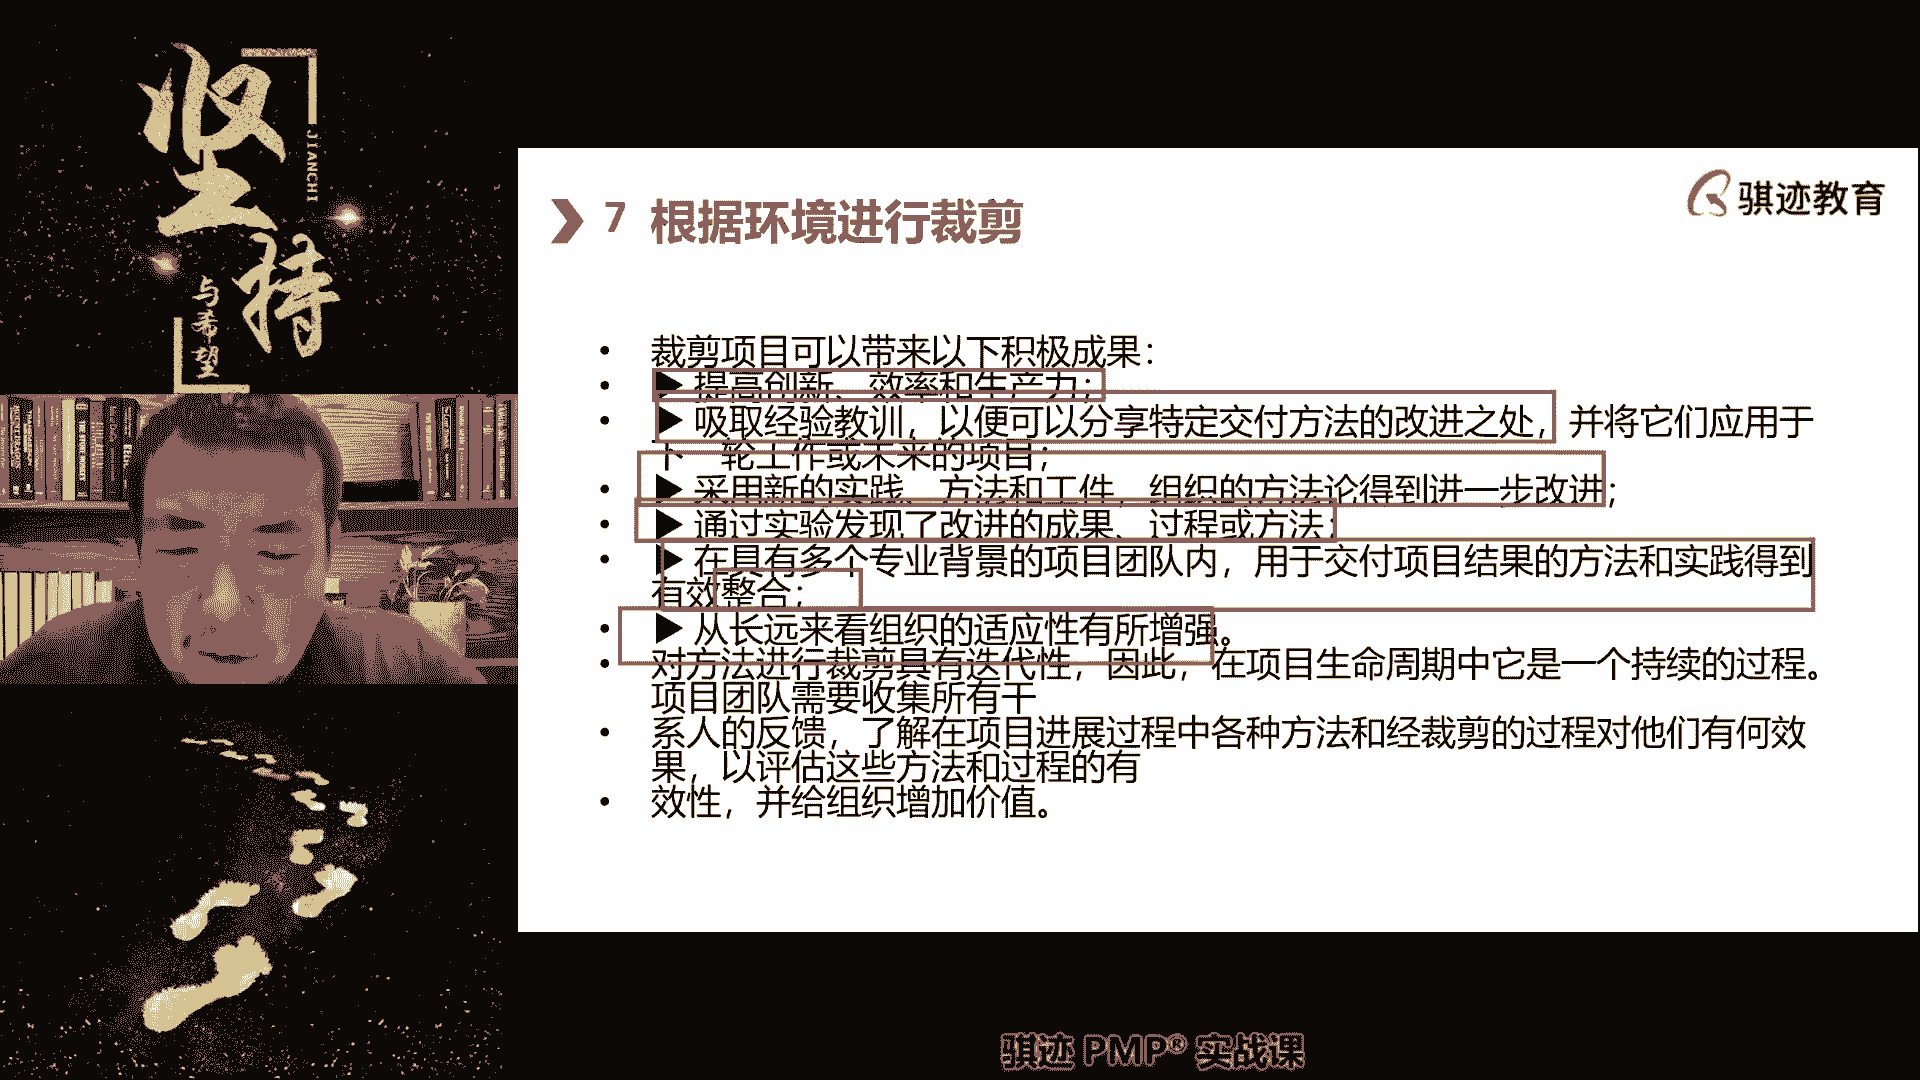 坚持
JIANCHI
与希望
7 根据环境进行裁剪
骐迹教育
• 裁剪项目可以带来以下积极成果：
• ▶ 提高创新、效率和生产力；
• ▶ 吸取经验教训，以便可以分享特定交付方法的改进之处，并将它们应用于
下一轮工作或未来的项目；
• ▶ 采用新的实践、方法和工件，组织的方法论得到进一步改进；
• ▶ 通过实验发现了改进的成果、过程或方法；
• ▶ 在具有多个专业背景的项目团队内，用于交付项目结果的方法和实践得到
有效整合；
• ▶ 从长远来看组织的适应性有所增强。
• 对方法进行裁剪具有迭代性，因此，在项目生命周期中它是一个持续的过程。
项目团队需要收集所有干
• 系人的反馈，了解在项目进展过程中各种方法和经裁剪的过程对他们有何效
果，以评估这些方法和过程的有
• 效性，并给组织增加价值。
骐迹 PMP® 实战课